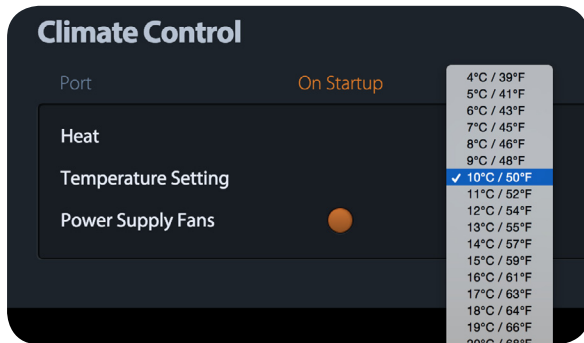 Climate Control
Port On Startup
Heat
Temperature Setting
Power Supply Fans
4°C / 39°F
5°C / 41°F
6°C / 43°F
7°C / 45°F
8°C / 46°F
9°C / 48°F
✓ 10°C / 50°F
11°C / 52°F
12°C / 54°F
13°C / 55°F
14°C / 57°F
15°C / 59°F
16°C / 61°F
17°C / 63°F
18°C / 64°F
19°C / 66°F
20°C / 68°F